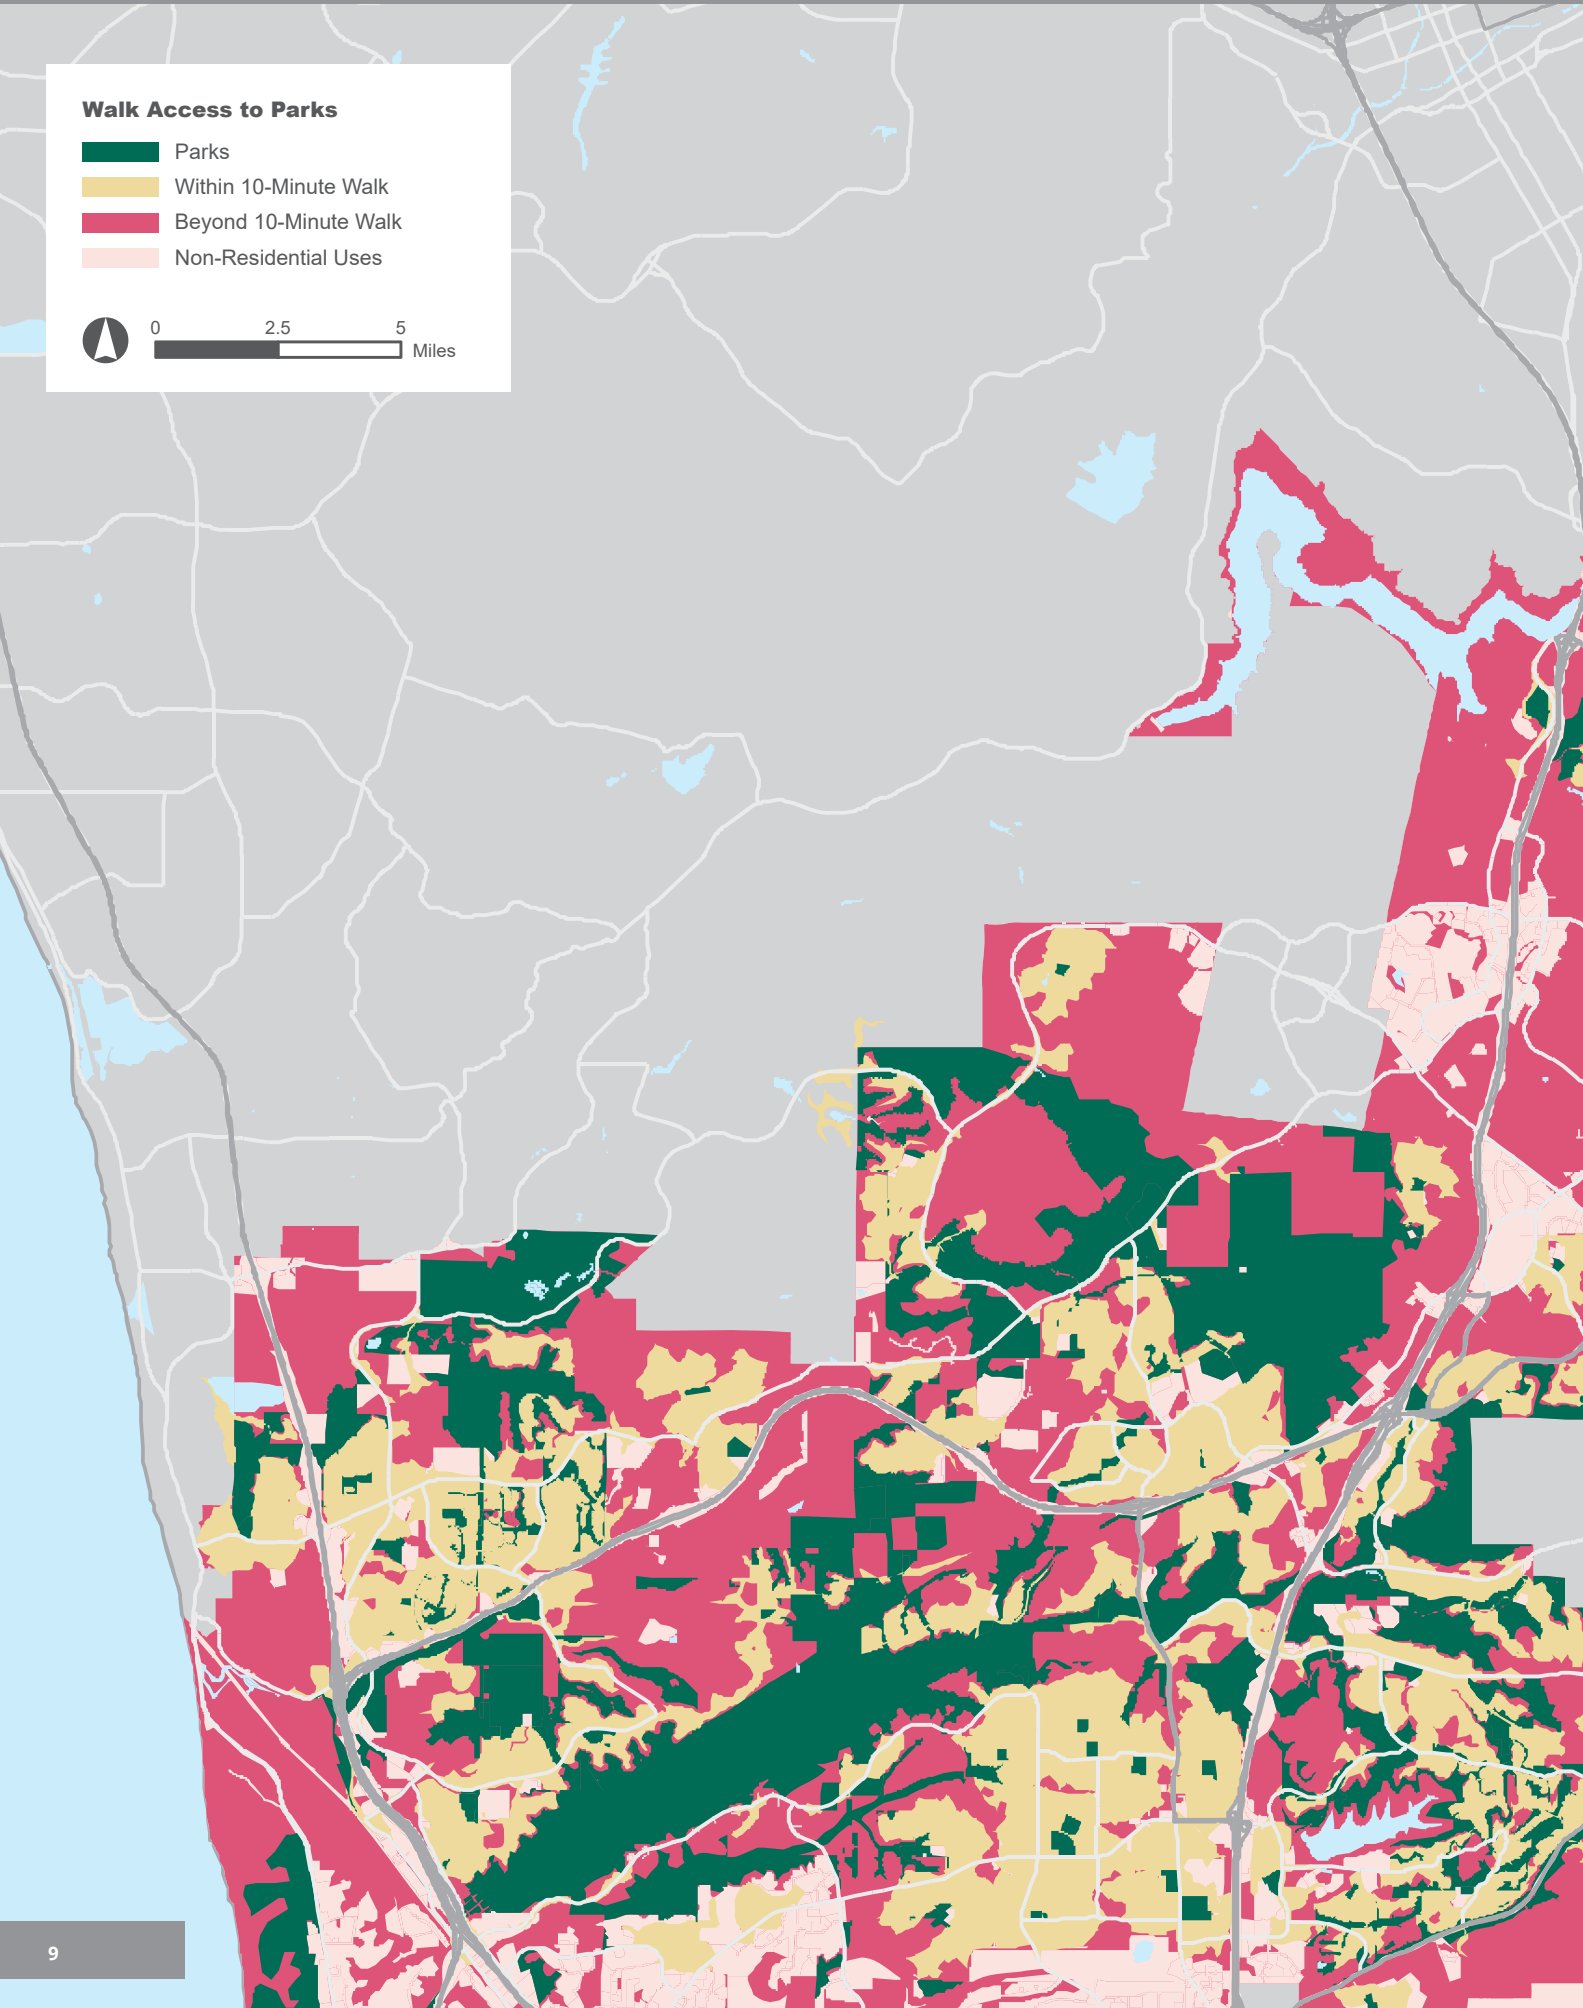 Walk Access to Parks
Parks
Within 10-Minute Walk
Beyond 10-Minute Walk
Non-Residential Uses
0 2.5 5
Miles
9